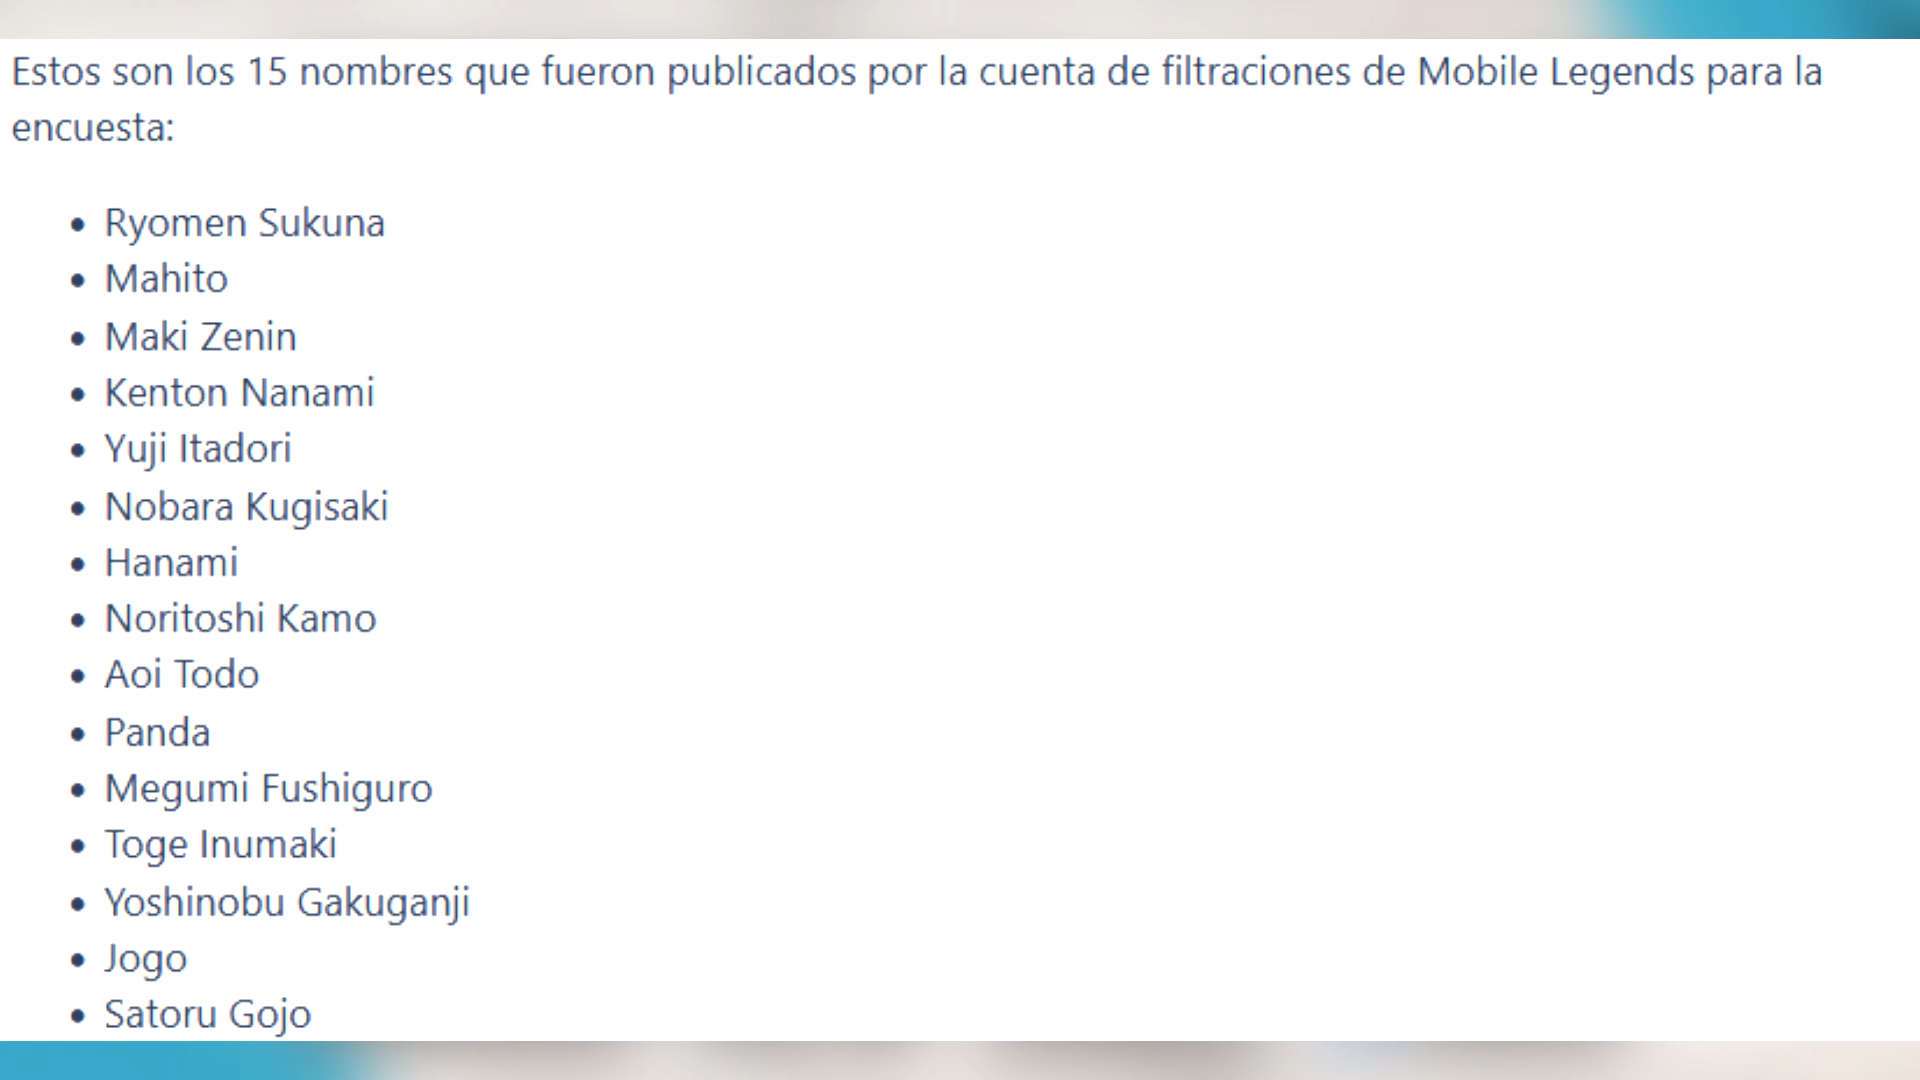 Estos son los 15 nombres que fueron publicados por la cuenta de filtraciones de Mobile Legends para la
encuesta:
• Ryomen Sukuna
• Mahito
• Maki Zenin
• Kenton Nanami
• Yuji Itadori
• Nobara Kugisaki
• Hanami
• Noritoshi Kamo
• Aoi Todo
• Panda
• Megumi Fushiguro
• Toge Inumaki
• Yoshinobu Gakuganji
• Jogo
• Satoru Gojo